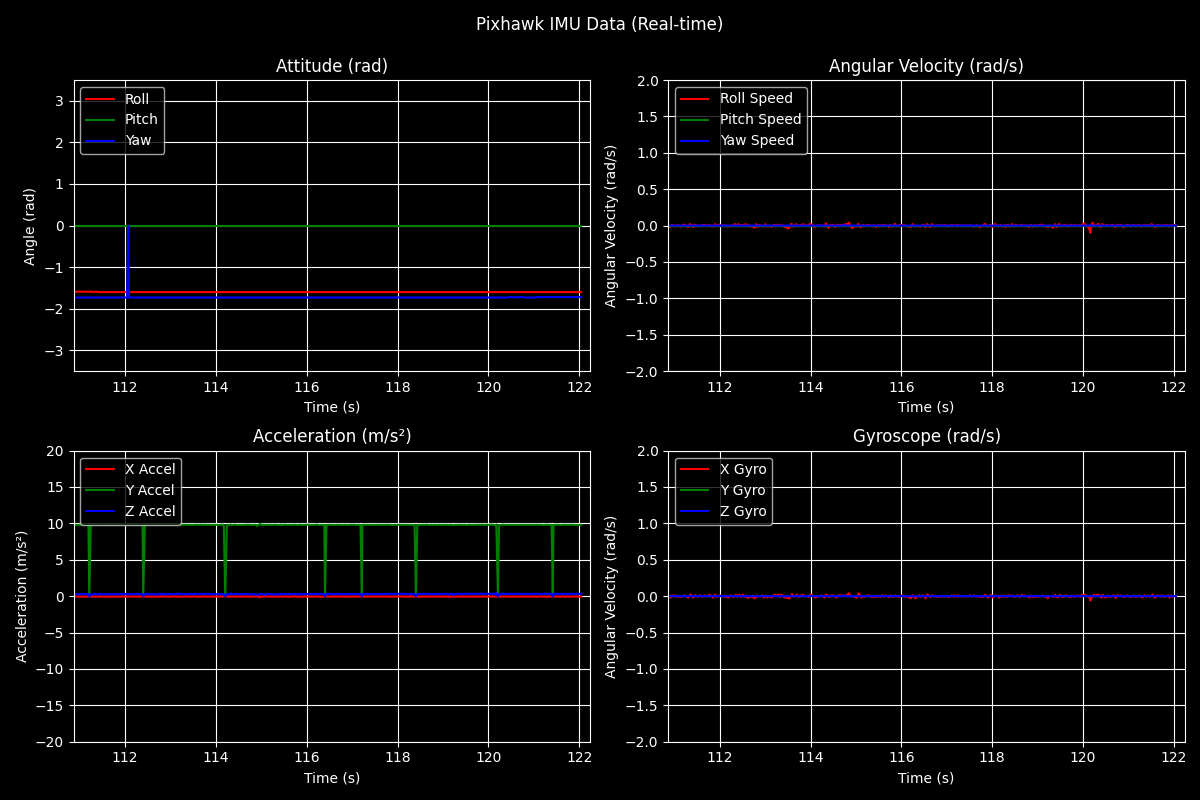 Pixhawk IMU Data (Real-time)
Attitude (rad)
Angle (rad)
3
2
1
0
−1
−2
−3
Roll
Pitch
Yaw
112 114 116 118 120 122
Time (s)
Angular Velocity (rad/s)
Angular Velocity (rad/s)
2.0
1.5
1.0
0.5
0.0
−0.5
−1.0
−1.5
−2.0
Roll Speed
Pitch Speed
Yaw Speed
112 114 116 118 120 122
Time (s)
Acceleration (m/s²)
Acceleration (m/s²)
20
15
10
5
0
−5
−10
−15
−20
X Accel
Y Accel
Z Accel
112 114 116 118 120 122
Time (s)
Gyroscope (rad/s)
Angular Velocity (rad/s)
2.0
1.5
1.0
0.5
0.0
−0.5
−1.0
−1.5
−2.0
X Gyro
Y Gyro
Z Gyro
112 114 116 118 120 122
Time (s)